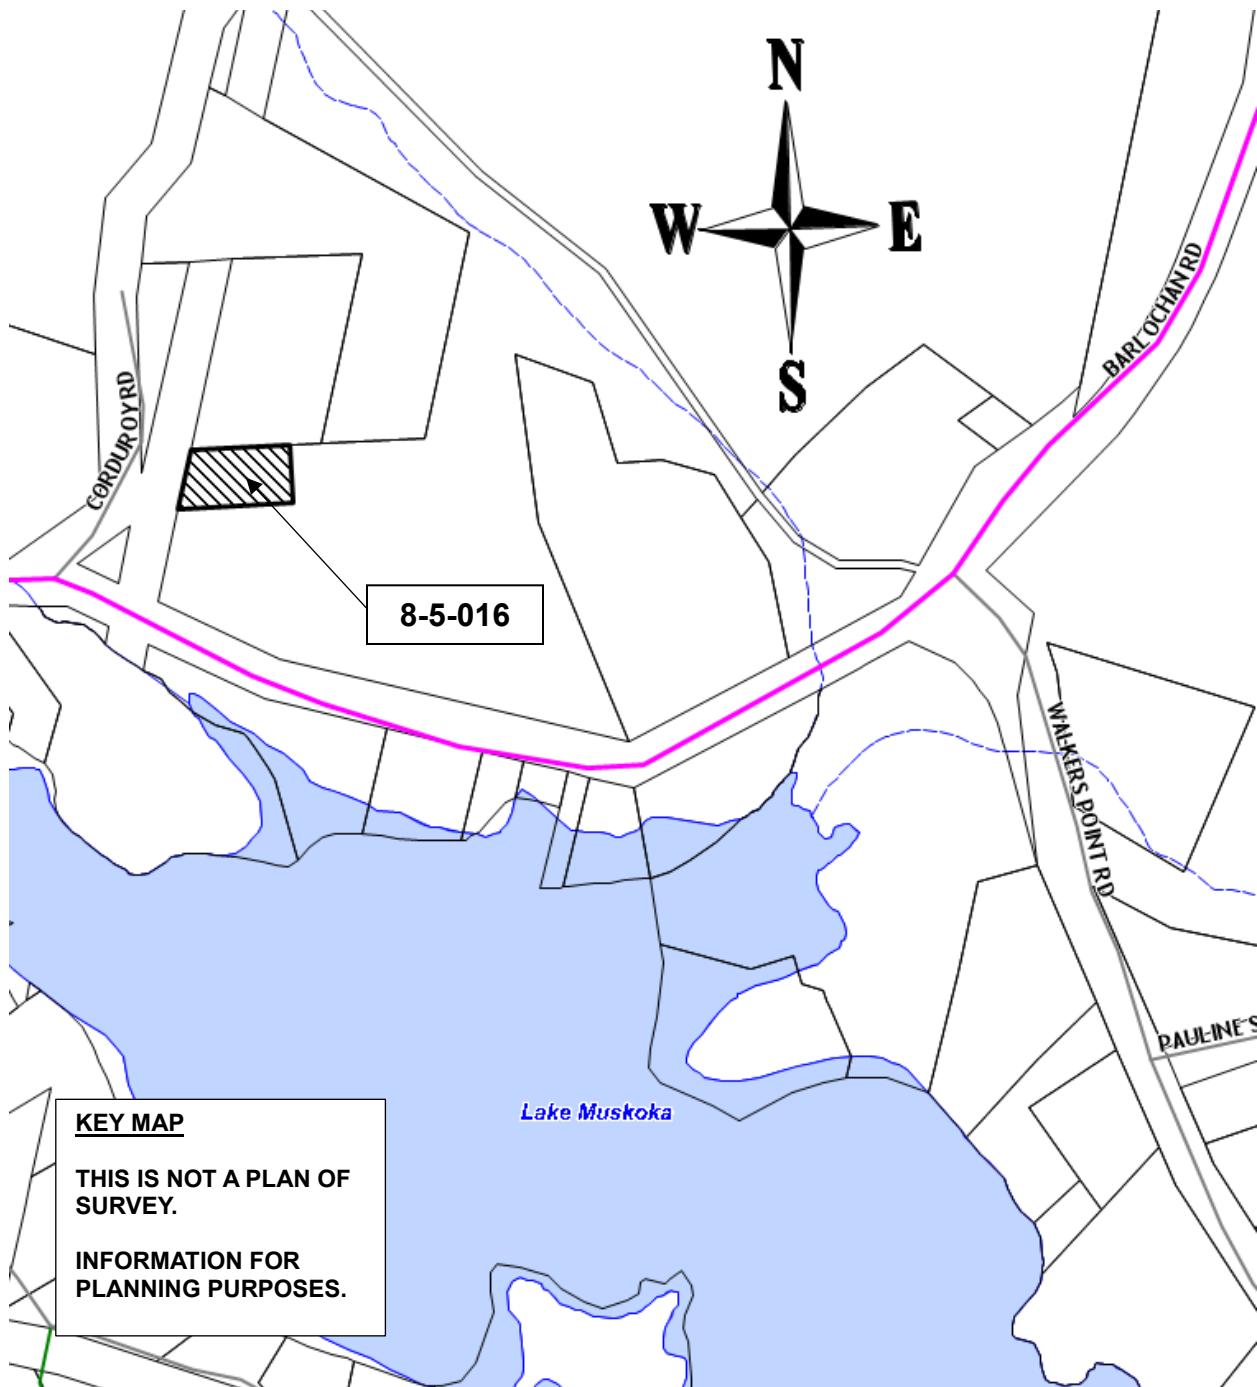 N
W
E
S
BARLOCHAN RD
CORDUROY RD
8-5-016
WALKERS POINT RD
PAULINE'S
Lake Muskoka
KEY MAP
THIS IS NOT A PLAN OF
SURVEY.
INFORMATION FOR
PLANNING PURPOSES.